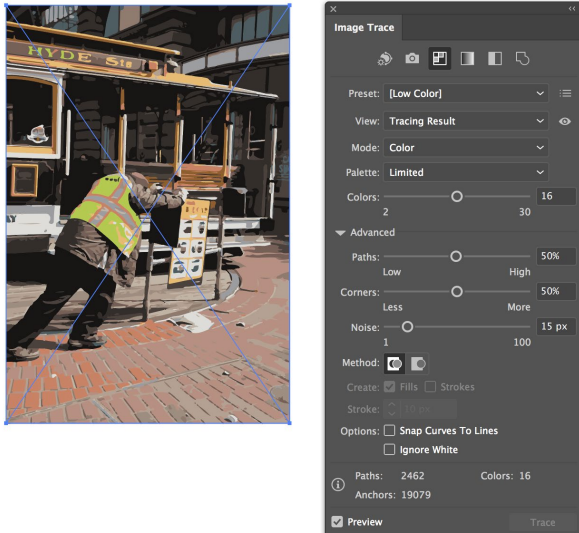 HYDE Sts
Image Trace
Preset: [Low Color]
View: Tracing Result
Mode: Color
Palette: Limited
Colors: 16
2 30
Advanced
Paths: 50%
Low High
Corners: 50%
Less More
Noise: 15 px
1 100
Method:
Create: Fills Strokes
Stroke: 10 px
Options: Snap Curves To Lines
Ignore White
Paths: 2462 Colors: 16
Anchors: 19079
Preview Trace